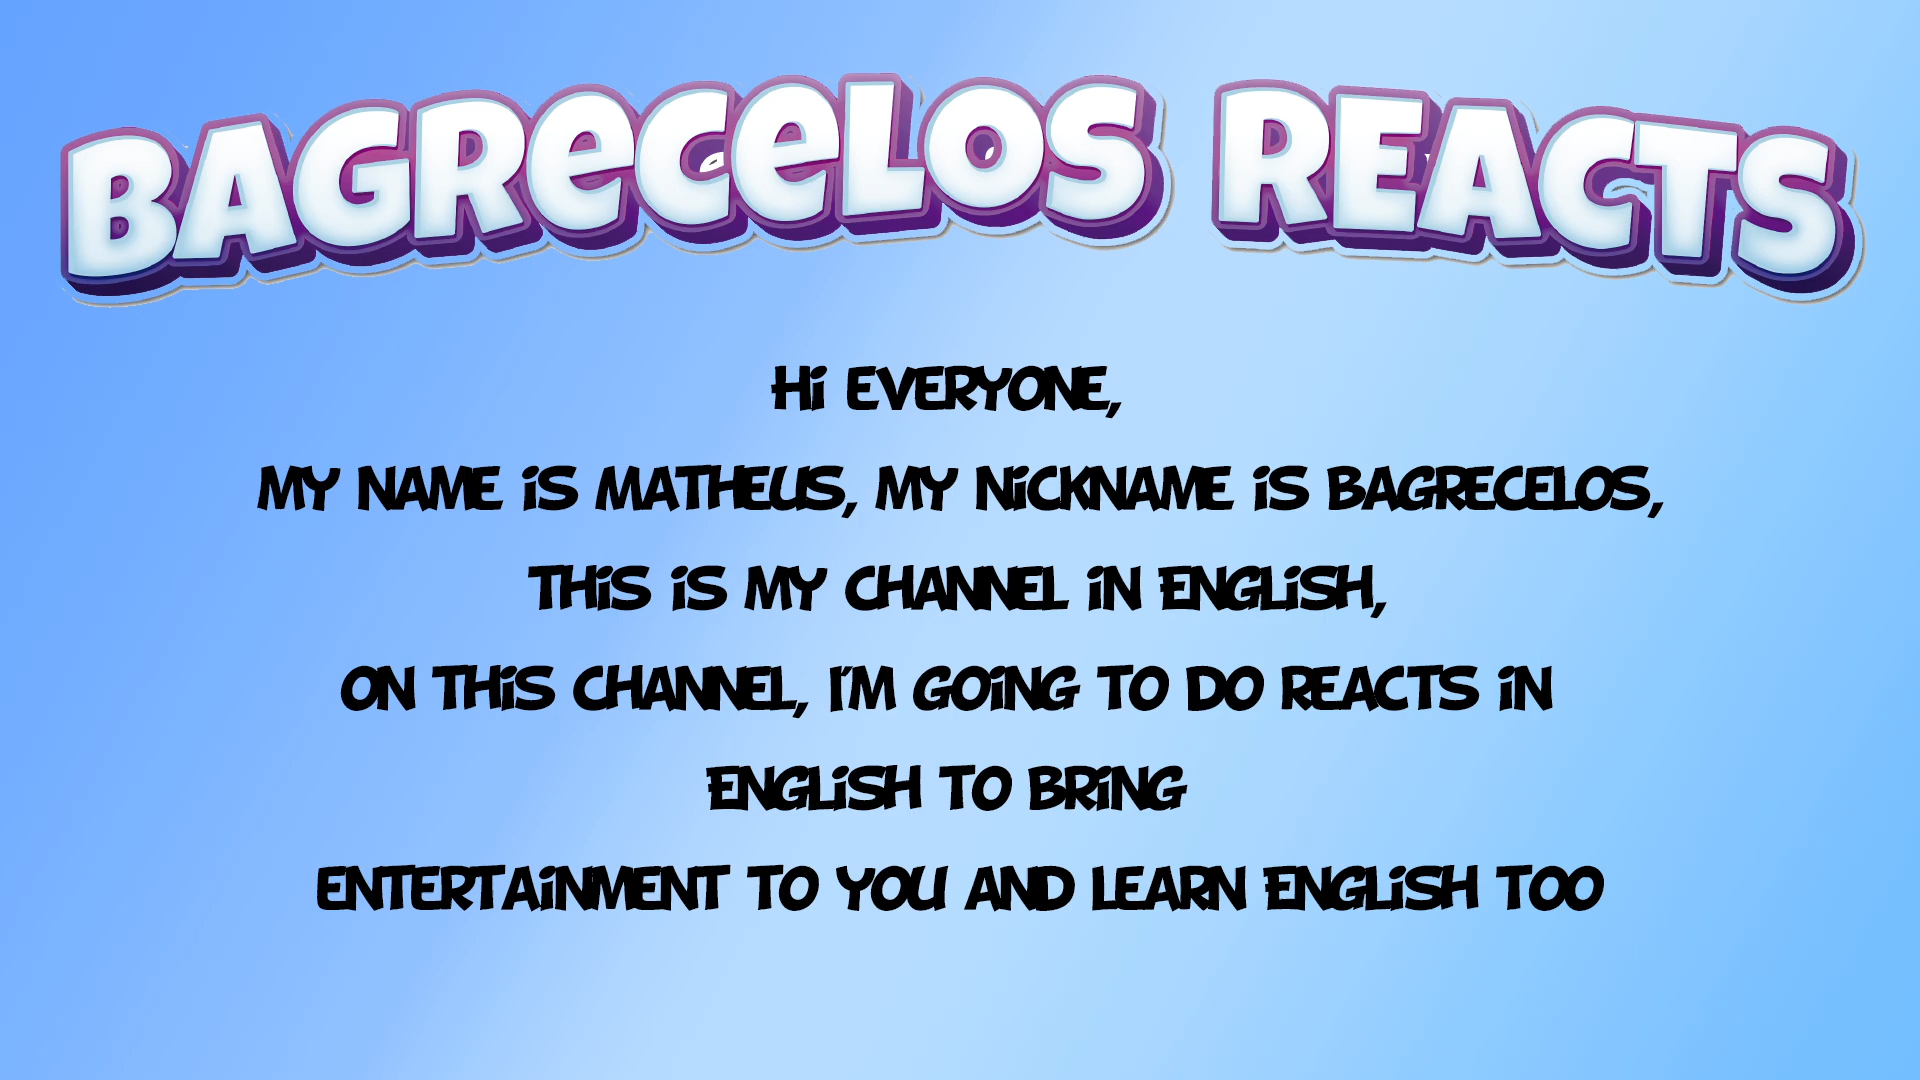 BAGRECELOS REACTS
Hi EVERYONE,
MY NAME iS MATHEUS, MY NiCKNAME iS BAGRECELOS,
THiS iS MY CHANNEL iN ENGLiSH,
ON THiS CHANNEL, I'M GOiNG TO DO REACTS iN
ENGLiSH TO BRiNG
ENTERTAiNMENT TO YOU AND LEARN ENGLiSH TOO